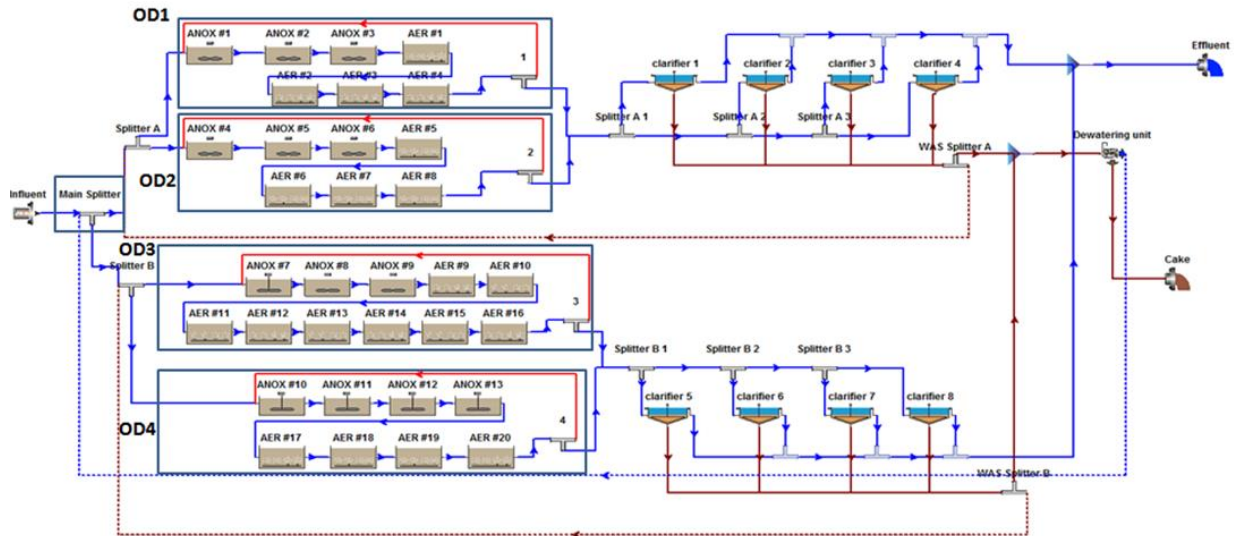 OD1
ANOX #1 ANOX #2 ANOX #3 AER #1
1
AER #2 AER #3 AER #4
Splitter A
ANOX #4 ANOX #5 ANOX #6 AER #5
2
AER #6 AER #7 AER #8
OD2
Influent
Main Splitter
clarifier 1 clarifier 2 clarifier 3 clarifier 4
Effluent
Splitter A 1 Splitter A 2 Splitter A 3
WAS Splitter A
Dewatering unit
Cake
OD3
Splitter B
ANOX #7 ANOX #8 ANOX #9 AER #9 AER #10
3
AER #11 AER #12 AER #13 AER #14 AER #15 AER #16
OD4
ANOX #10 ANOX #11 ANOX #12 ANOX #13
4
AER #17 AER #18 AER #19 AER #20
Splitter B 1 Splitter B 2 Splitter B 3
clarifier 5 clarifier 6 clarifier 7 clarifier 8
WAS Splitter B